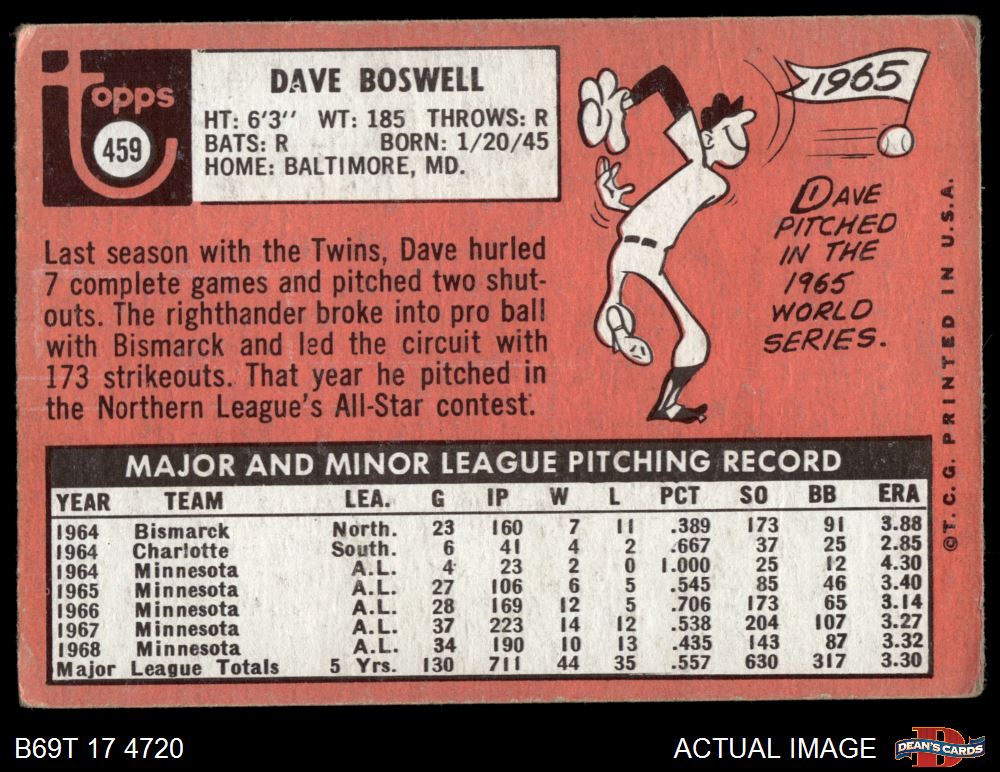 topps
459
DAVE BOSWELL
HT: 6'3" WT: 185 THROWS: R
BATS: R BORN: 1/20/45
HOME: BALTIMORE, MD.
Last season with the Twins, Dave hurled
7 complete games and pitched two shut-
outs. The righthander broke into pro ball
with Bismarck and led the circuit with
173 strikeouts. That year he pitched in
the Northern League's All-Star contest.
1965
DAVE
PITCHED
IN THE
1965
WORLD
SERIES.
©T. C. G. PRINTED IN U.S.A.
MAJOR AND MINOR LEAGUE PITCHING RECORD
YEAR TEAM LEA. G IP W L PCT SO BB ERA
1964 Bismarck North. 23 160 7 11 .389 173 91 3.88
1964 Charlotte South. 6 41 4 2 .667 37 25 2.85
1964 Minnesota A.L. 4 23 2 0 1.000 25 12 4.30
1965 Minnesota A.L. 27 106 6 5 .545 85 46 3.40
1966 Minnesota A.L. 28 169 12 5 .706 173 65 3.14
1967 Minnesota A.L. 37 223 14 12 .538 204 107 3.27
1968 Minnesota A.L. 34 190 10 13 .435 143 87 3.32
Major League Totals 5 Yrs. 130 711 44 35 .557 630 317 3.30
B69T 17 4720
ACTUAL IMAGE
DEAN'S CARDS